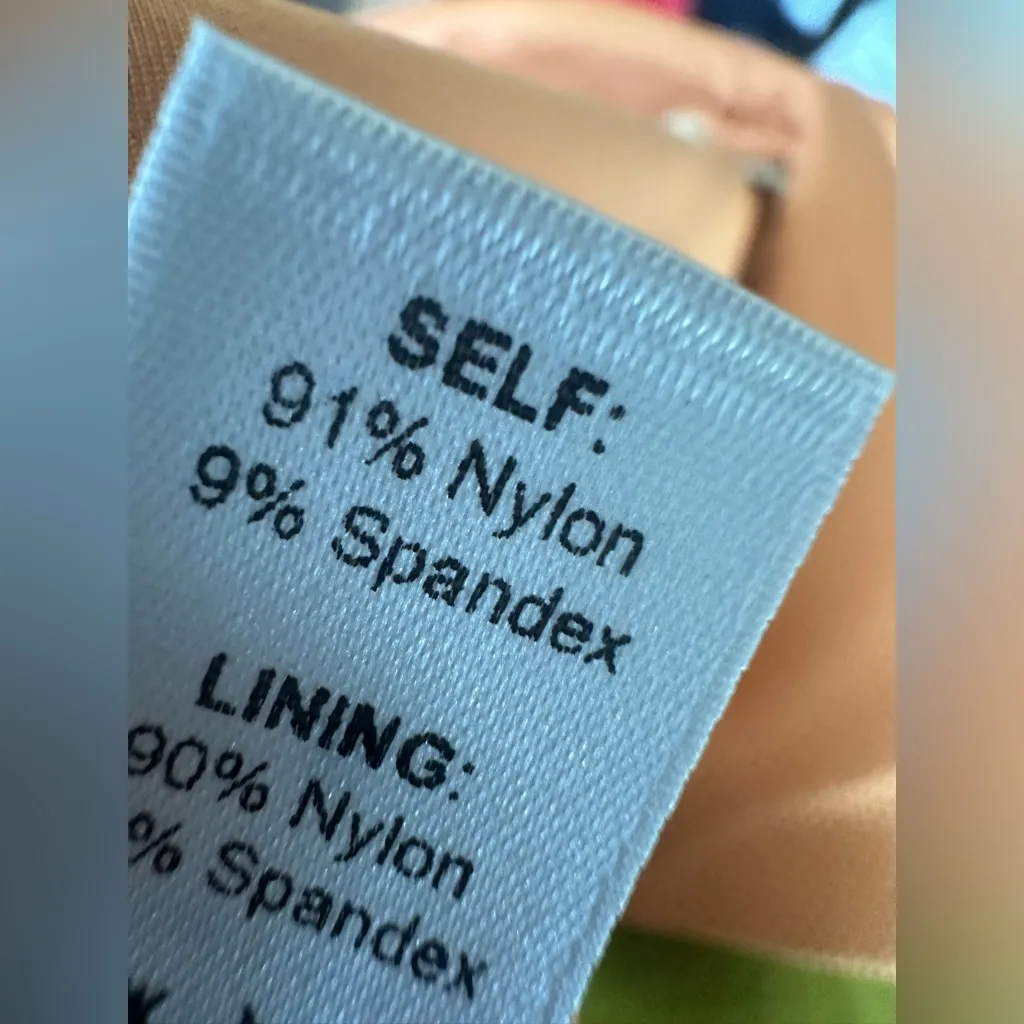 SELF:
91% Nylon
9% Spandex
LINING:
90% Nylon
% Spandex